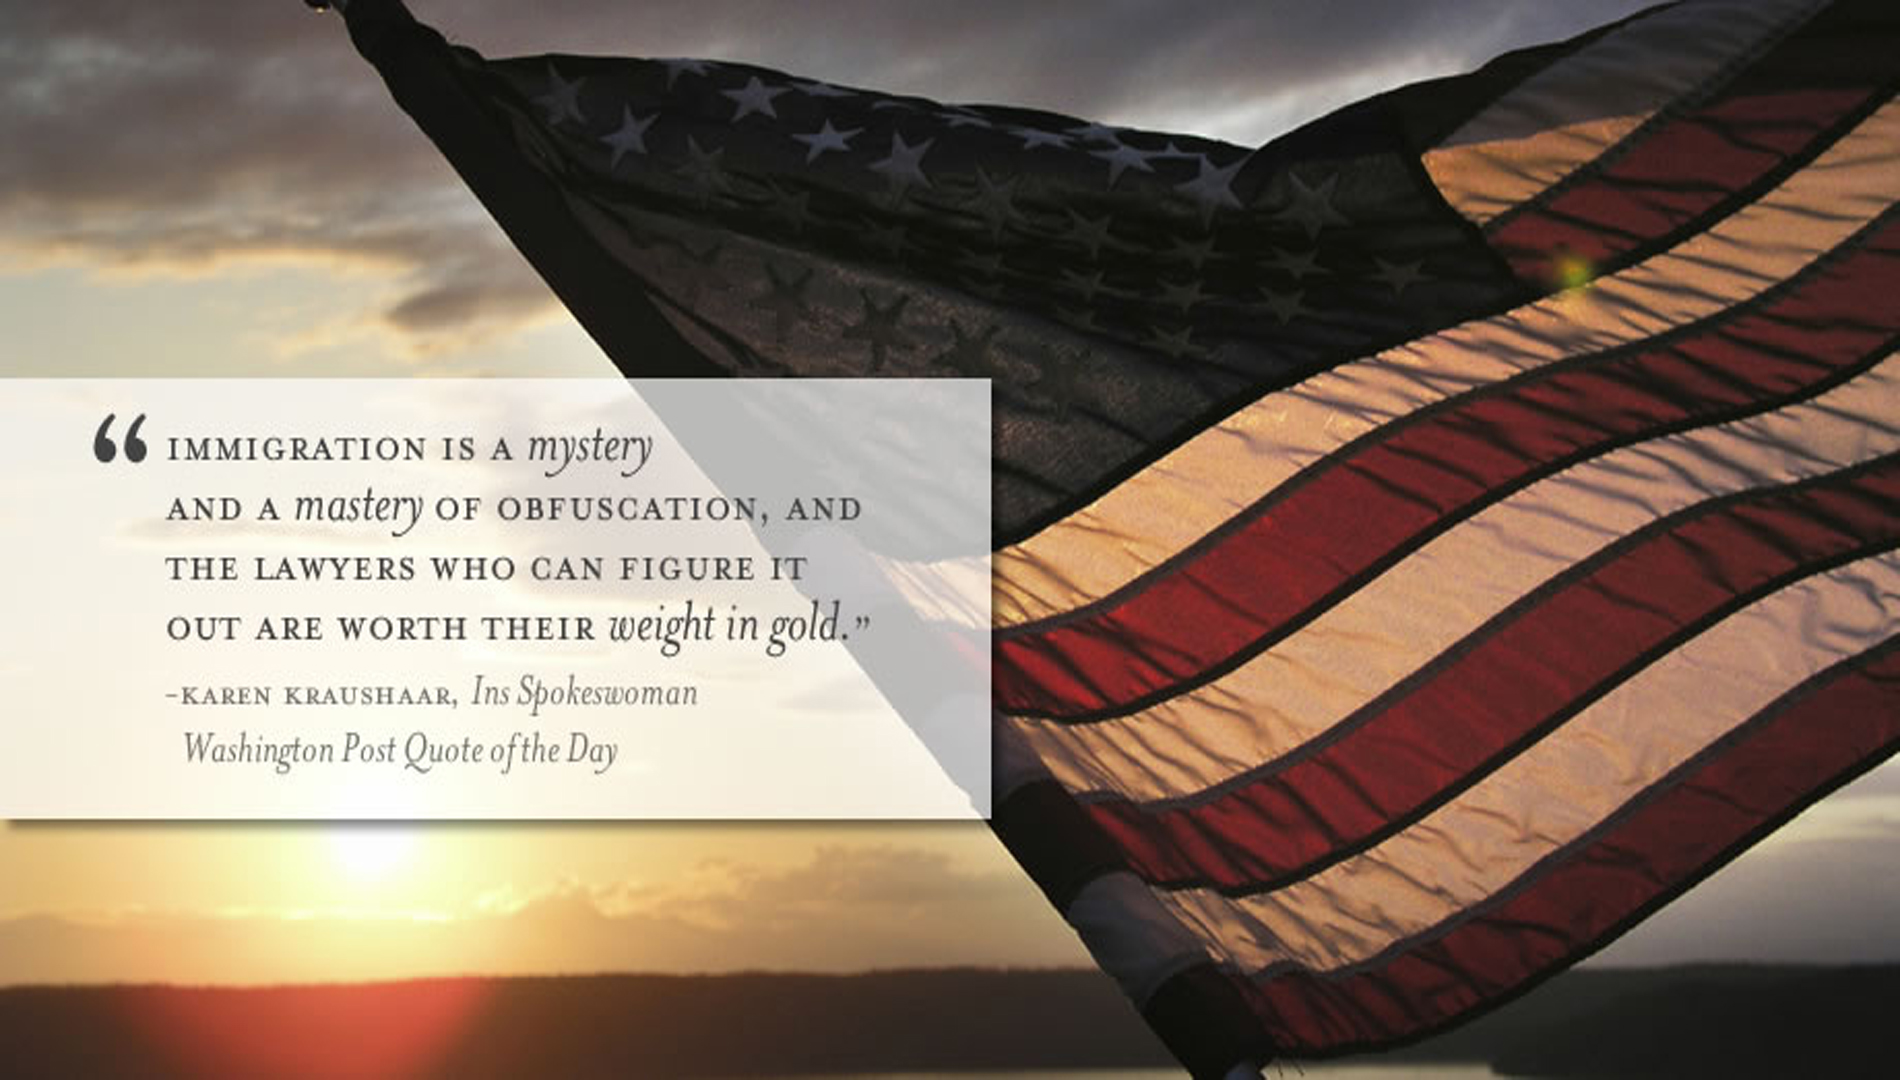 “IMMIGRATION IS A mystery
AND A mastery OF OBFUSCATION, AND
THE LAWYERS WHO CAN FIGURE IT
OUT ARE WORTH THEIR weight in gold.”
–KAREN KRAUSHAAR, Ins Spokeswoman
Washington Post Quote of the Day